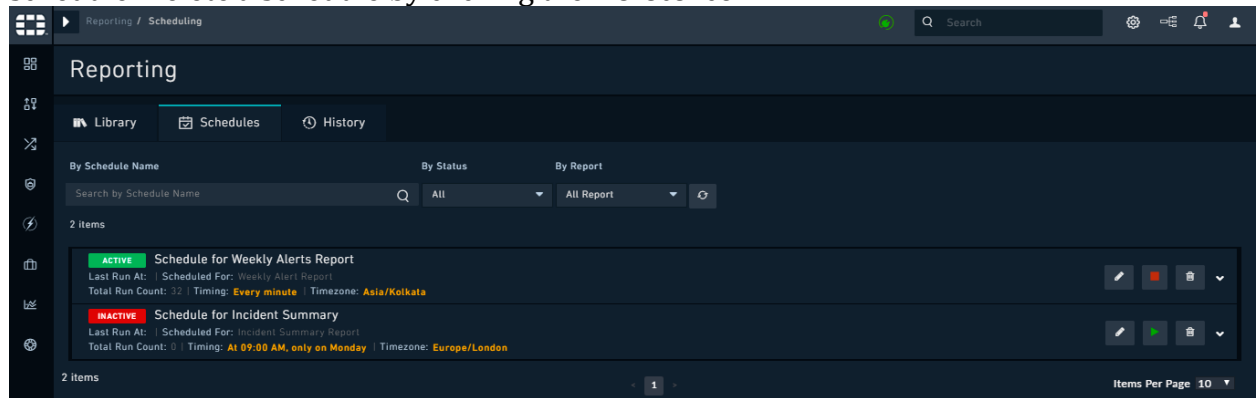 Reporting / Scheduling
Search
Reporting
Library Schedules History
By Schedule Name By Status By Report
Search by Schedule Name All All Report
2 items
ACTIVE Schedule for Weekly Alerts Report
Last Run At: | Scheduled For: Weekly Alert Report
Total Run Count: 32 | Timing: Every minute | Timezone: Asia/Kolkata
INACTIVE Schedule for Incident Summary
Last Run At: | Scheduled For: Incident Summary Report
Total Run Count: 0 | Timing: At 09:00 AM, only on Monday | Timezone: Europe/London
2 items 1 Items Per Page 10